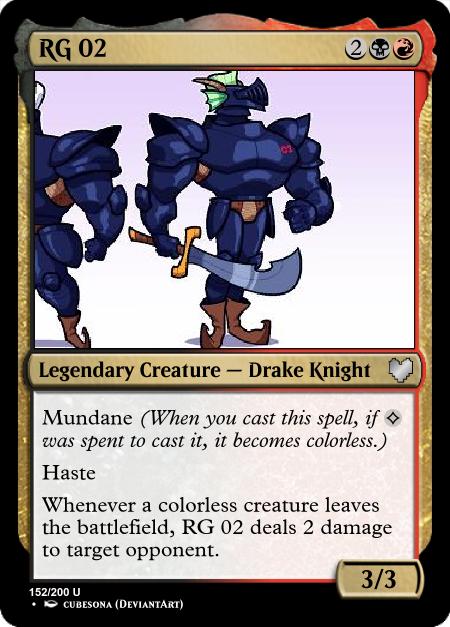 RG 02 2
02
Legendary Creature — Drake Knight
Mundane (When you cast this spell, if
was spent to cast it, it becomes colorless.)
Haste
Whenever a colorless creature leaves
the battlefield, RG 02 deals 2 damage
to target opponent.
3/3
152/200 U
• CUBESONA (DEVIANTART)